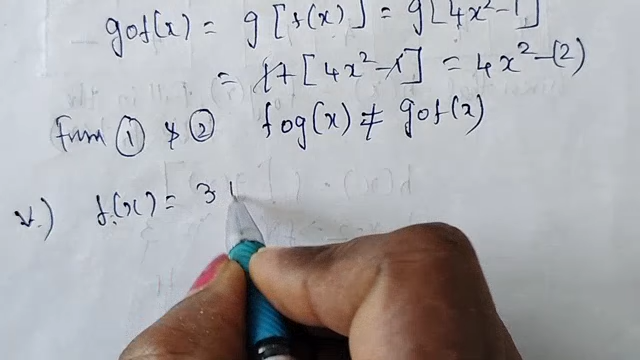 gof(x) = g[f(x)] = g[4x²-1]
= 1+[4x²-1] = 4x² -(2)
From ① & ② fog(x) ≠ gof(x)
v.) f(x) = 3